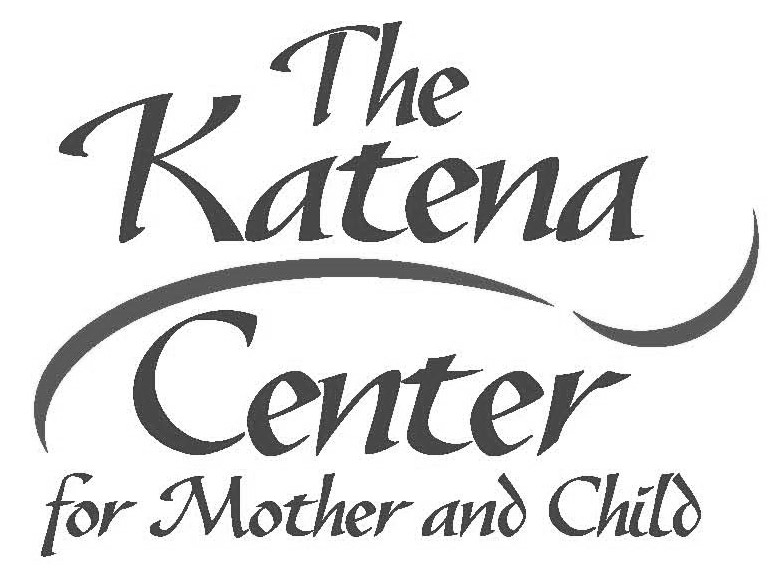 The
Katena
Center
for Mother and Child